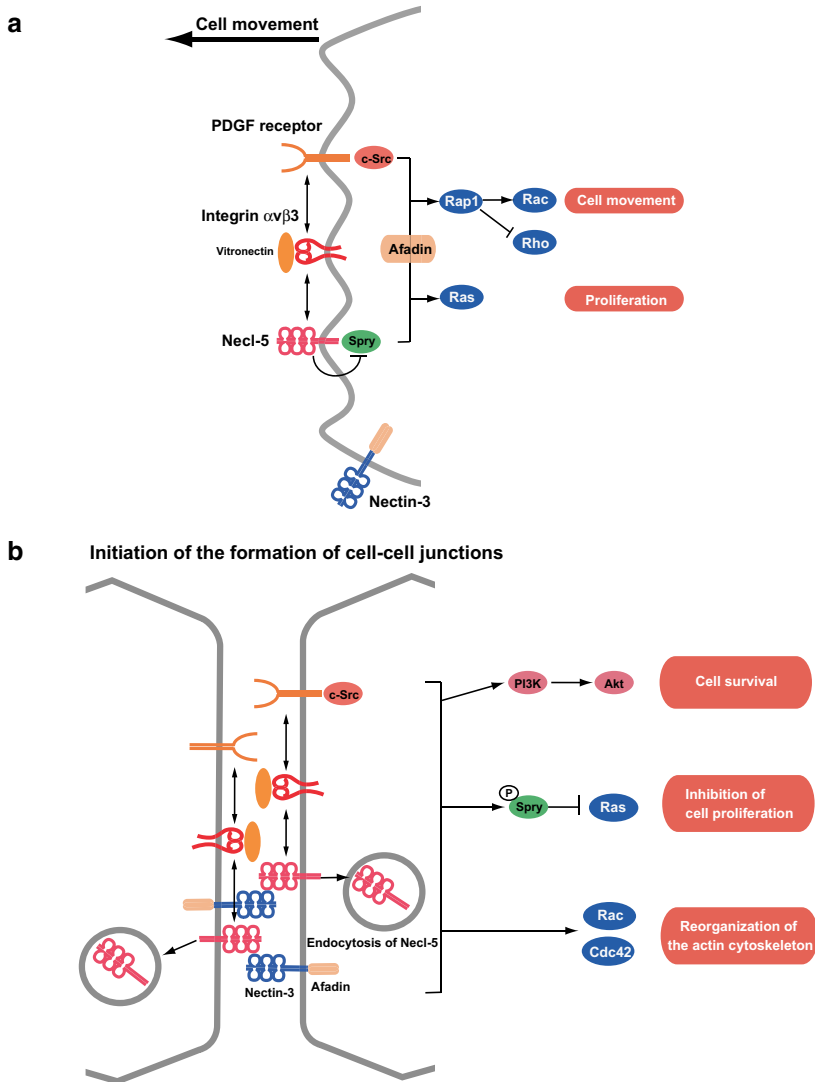 a
Cell movement
PDGF receptor
c-Src
Integrin αvβ3
Rap1
Rac
Cell movement
Vitronectin
Afadin
Rho
Ras
Proliferation
Necl-5
Spry
Nectin-3
b
Initiation of the formation of cell-cell junctions
c-Src
PI3K
Akt
Cell survival
P
Spry
Ras
Inhibition of
cell proliferation
Rac
Endocytosis of Necl-5
Reorganization of
the actin cytoskeleton
Cdc42
Nectin-3
Afadin